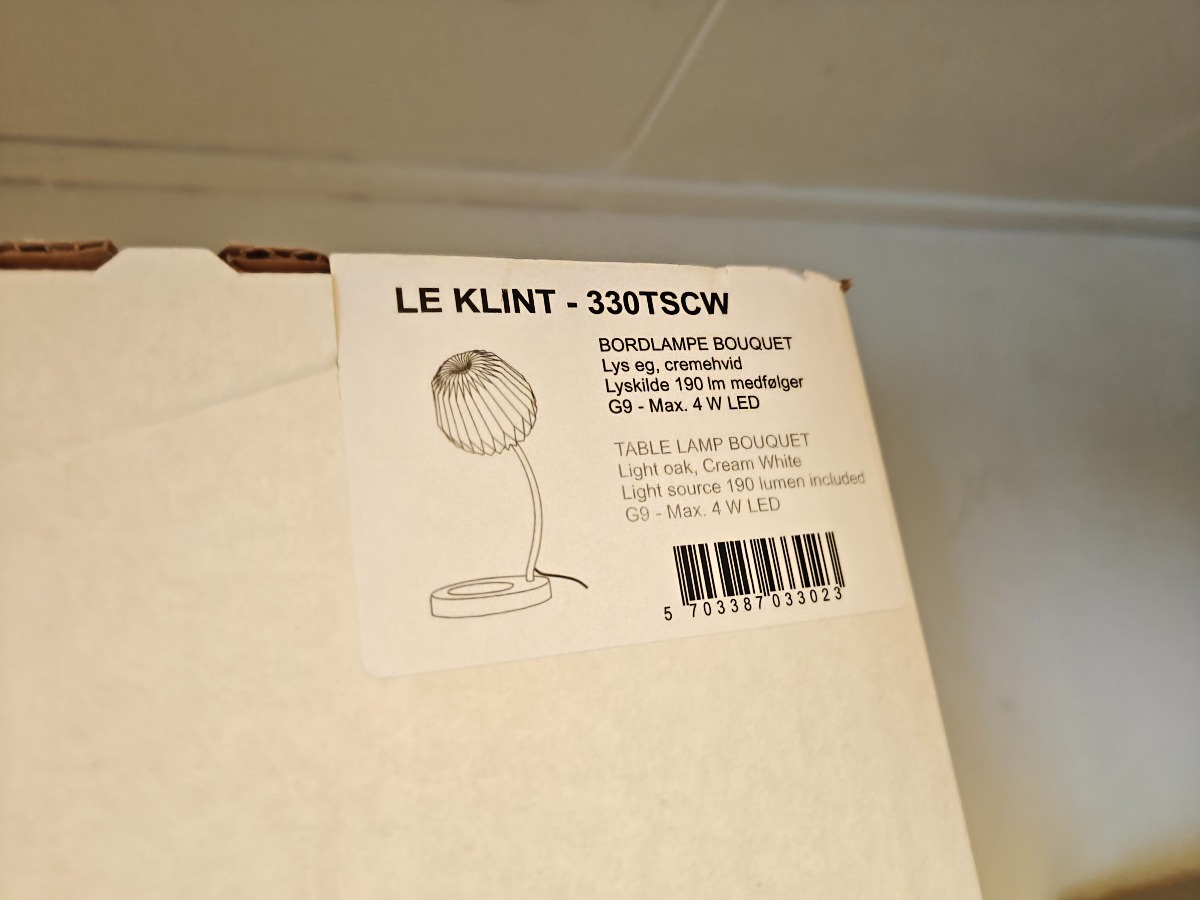 LE KLINT - 330TSCW
BORDLAMPE BOUQUET
Lys eg, cremehvid
Lyskilde 190 lm medfølger
G9 - Max. 4 W LED
TABLE LAMP BOUQUET
Light oak, Cream White
Light source 190 lumen included
G9 - Max. 4 W LED
5 703387 033023